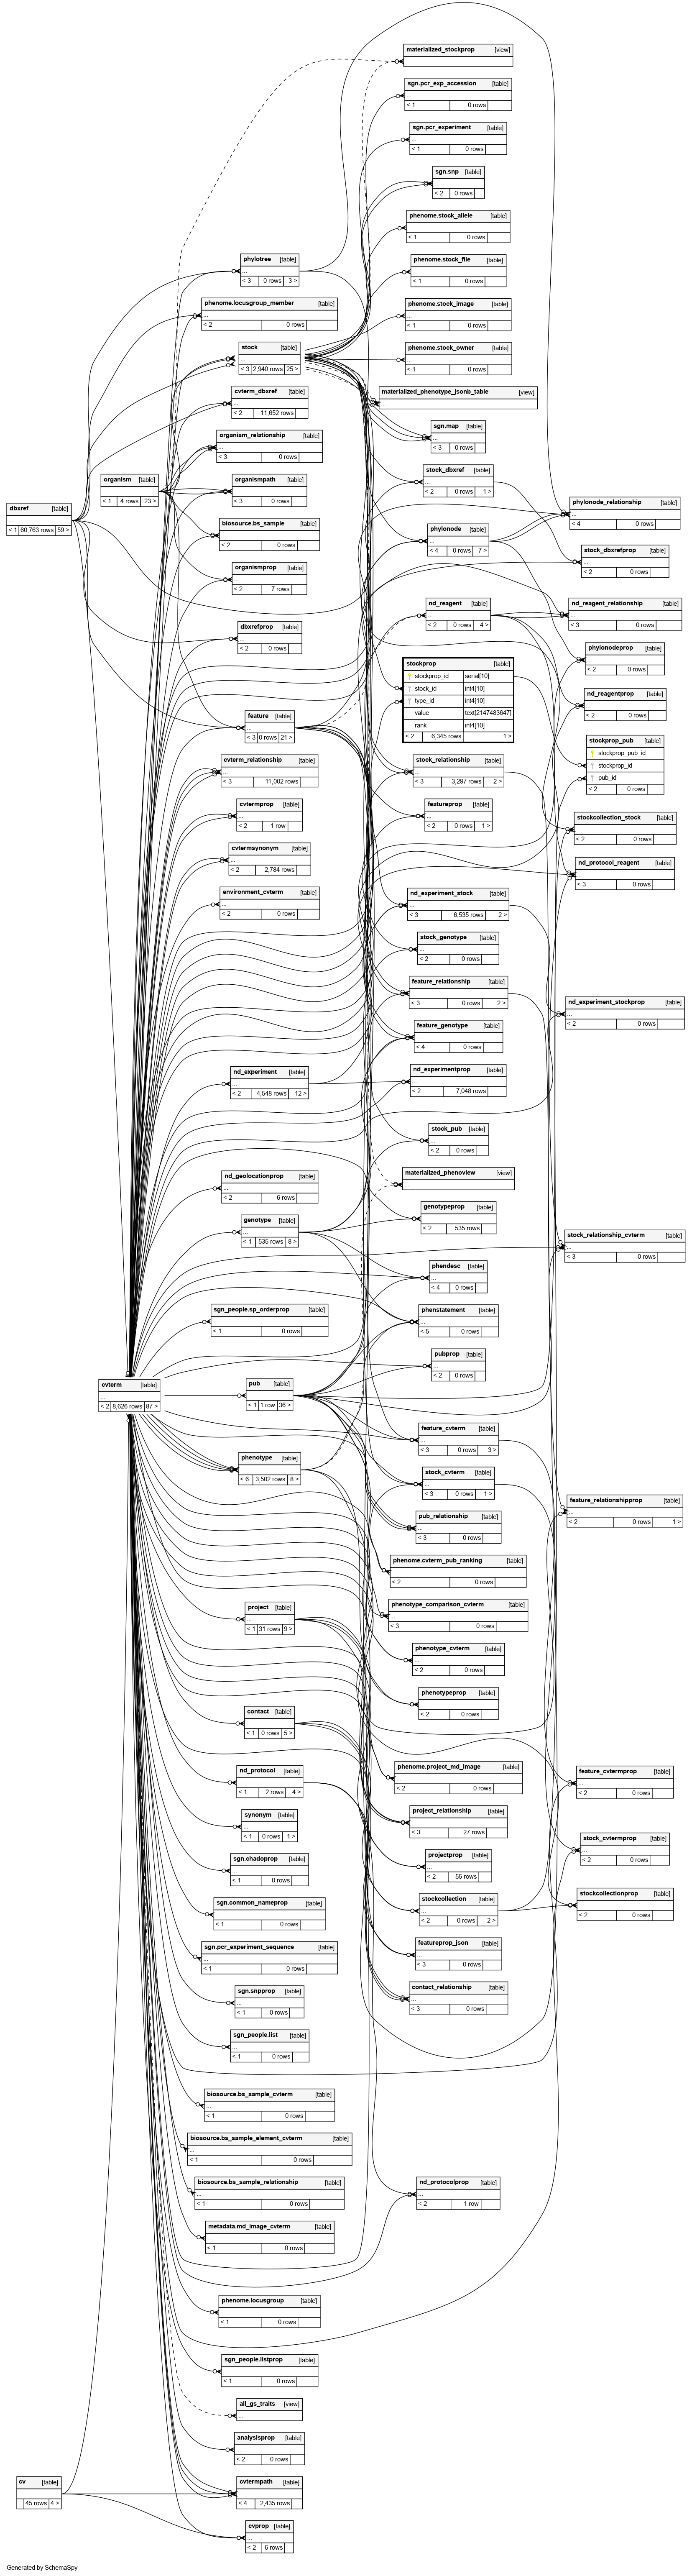 materialized_stockprop [view]
...
sgn.pcr_exp_accession [table]
...
< 1 0 rows
sgn.pcr_experiment [table]
...
< 1 0 rows
sgn.snp [table]
...
< 2 0 rows
phenome.stock_allele [table]
...
< 1 0 rows
phylotree [table]
...
< 3 0 rows 3 >
phenome.stock_file [table]
...
< 1 0 rows
phenome.locusgroup_member [table]
...
< 2 0 rows
phenome.stock_image [table]
...
< 1 0 rows
stock [table]
...
< 3 2,940 rows 25 >
phenome.stock_owner [table]
...
< 1 0 rows
cvterm_dbxref [table]
...
< 2 11,652 rows
materialized_phenotype_jsonb_table [view]
...
organism_relationship [table]
...
< 3 0 rows
sgn.map [table]
...
< 3 0 rows
organism [table]
...
< 1 4 rows 23 >
organismpath [table]
...
< 3 0 rows
stock_dbxref [table]
...
< 2 0 rows 1 >
dbxref [table]
...
< 1 60,763 rows 59 >
phylonode_relationship [table]
...
< 4 0 rows
biosource.bs_sample [table]
...
< 2 0 rows
phylonode [table]
...
< 4 0 rows 7 >
stock_dbxrefprop [table]
...
< 2 0 rows
organismprop [table]
...
< 2 7 rows
nd_reagent [table]
...
< 2 0 rows 4 >
nd_reagent_relationship [table]
...
< 3 0 rows
dbxrefprop [table]
...
< 2 0 rows
phylonodeprop [table]
...
< 2 0 rows
stockprop [table]
stockprop_id serial[10]
stock_id int4[10]
type_id int4[10]
value text[2147483647]
rank int4[10]
< 2 6,345 rows 1 >
nd_reagentprop [table]
...
< 2 0 rows
feature [table]
...
< 3 0 rows 21 >
stockprop_pub [table]
stockprop_pub_id
stockprop_id
pub_id
< 2 0 rows
cvterm_relationship [table]
...
< 3 11,002 rows
stock_relationship [table]
...
< 3 3,297 rows 2 >
cvtermprop [table]
...
< 2 1 row
featureprop [table]
...
< 2 0 rows 1 >
stockcollection_stock [table]
...
< 2 0 rows
cvtermsynonym [table]
...
< 2 2,784 rows
nd_protocol_reagent [table]
...
< 3 0 rows
environment_cvterm [table]
...
< 2 0 rows
nd_experiment_stock [table]
...
< 3 6,535 rows 2 >
stock_genotype [table]
...
< 2 0 rows
feature_relationship [table]
...
< 3 0 rows 2 >
nd_experiment_stockprop [table]
...
< 2 0 rows
feature_genotype [table]
...
< 4 0 rows
nd_experiment [table]
...
< 2 4,548 rows 12 >
nd_experimentprop [table]
...
< 2 7,048 rows
stock_pub [table]
...
< 2 0 rows
nd_geolocationprop [table]
...
< 2 6 rows
materialized_phenoview [view]
...
genotype [table]
...
< 1 535 rows 8 >
genotypeprop [table]
...
< 2 535 rows
stock_relationship_cvterm [table]
...
< 3 0 rows
phendesc [table]
...
< 4 0 rows
sgn_people.sp_orderprop [table]
...
< 1 0 rows
phenstatement [table]
...
< 5 0 rows
pubprop [table]
...
< 2 0 rows
cvterm [table]
...
< 2 8,626 rows 87 >
pub [table]
...
< 1 1 row 36 >
feature_cvterm [table]
...
< 3 0 rows 3 >
phenotype [table]
...
< 6 3,502 rows 8 >
stock_cvterm [table]
...
< 3 0 rows 1 >
feature_relationshipprop [table]
...
< 2 0 rows 1 >
pub_relationship [table]
...
< 3 0 rows
phenome.cvterm_pub_ranking [table]
...
< 2 0 rows
project [table]
...
< 1 31 rows 9 >
phenotype_comparison_cvterm [table]
...
< 3 0 rows
phenotype_cvterm [table]
...
< 2 0 rows
phenotypeprop [table]
...
< 2 0 rows
contact [table]
...
< 1 0 rows 5 >
nd_protocol [table]
...
< 1 2 rows 4 >
phenome.project_md_image [table]
...
< 2 0 rows
feature_cvtermprop [table]
...
< 2 0 rows
synonym [table]
...
< 1 0 rows 1 >
project_relationship [table]
...
< 3 27 rows
stock_cvtermprop [table]
...
< 2 0 rows
sgn.chadoprop [table]
...
< 1 0 rows
projectprop [table]
...
< 2 55 rows
stockcollection [table]
...
< 2 0 rows 2 >
stockcollectionprop [table]
...
< 2 0 rows
sgn.common_nameprop [table]
...
< 1 0 rows
featureprop_json [table]
...
< 3 0 rows
sgn.pcr_experiment_sequence [table]
...
< 1 0 rows
contact_relationship [table]
...
< 3 0 rows
sgn.snpprop [table]
...
< 1 0 rows
sgn_people.list [table]
...
< 1 0 rows
biosource.bs_sample_cvterm [table]
...
< 1 0 rows
biosource.bs_sample_element_cvterm [table]
...
< 1 0 rows
biosource.bs_sample_relationship [table]
...
< 1 0 rows
nd_protocolprop [table]
...
< 2 1 row
metadata.md_image_cvterm [table]
...
< 1 0 rows
phenome.locusgroup [table]
...
< 1 0 rows
sgn_people.listprop [table]
...
< 1 0 rows
all_gs_traits [view]
...
analysisprop [table]
...
< 2 0 rows
cv [table]
...
45 rows 4 >
cvtermpath [table]
...
< 4 2,435 rows
cvprop [table]
...
< 2 6 rows
Generated by SchemaSpy